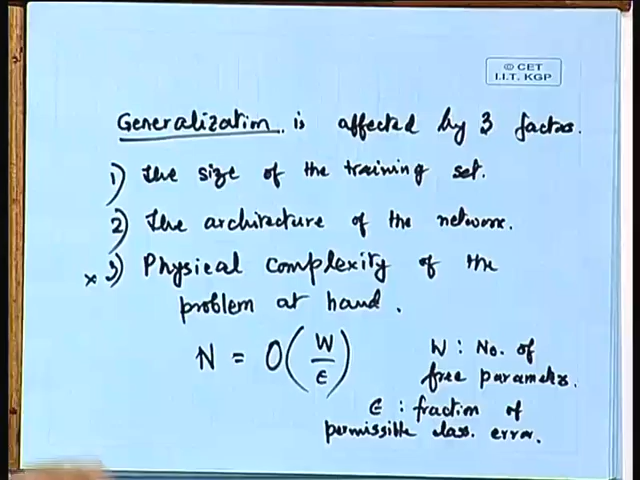 © CET
I.I.T. KGP
Generalization is affected by 3 factors.
1) The size of the training set.
2) The architecture of the network.
x 3) Physical complexity of the
problem at hand.
N = O(W/ε)
W : No. of
free parameters.
ε : fraction of
permissible class. error.